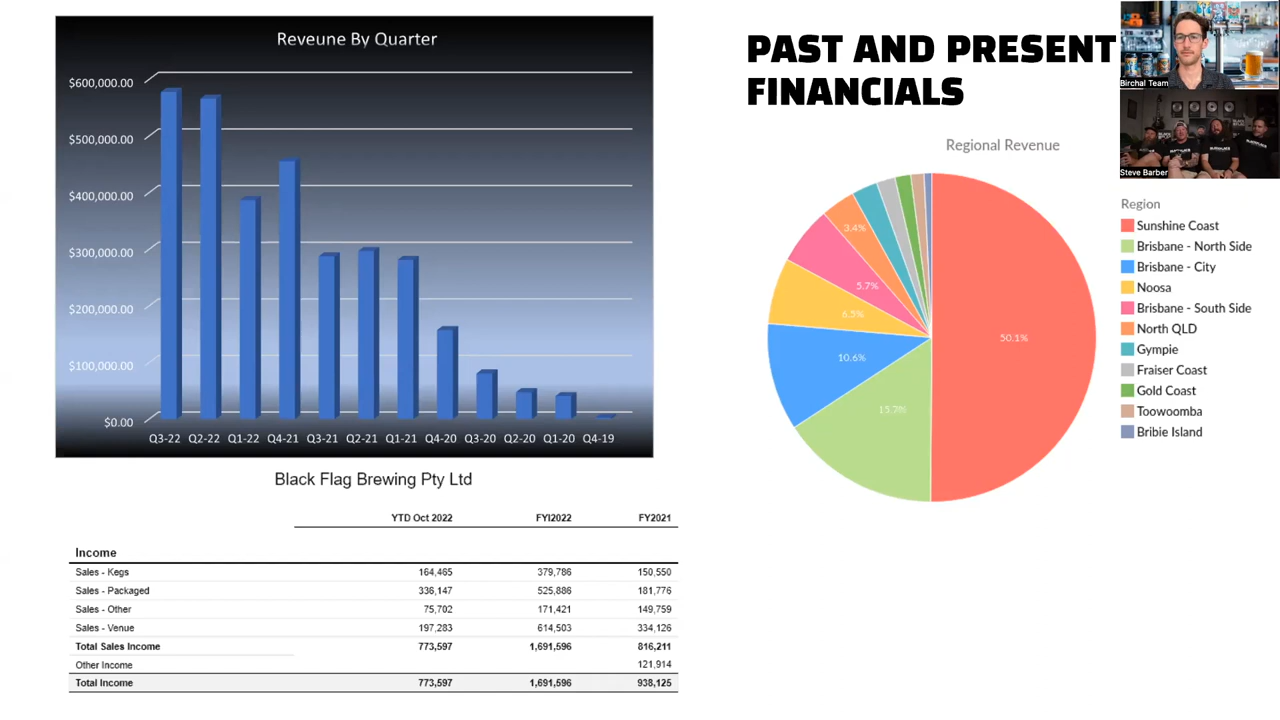 Reveune By Quarter
$600,000.00
$500,000.00
$400,000.00
$300,000.00
$200,000.00
$100,000.00
$0.00
Q3-22 Q2-22 Q1-22 Q4-21 Q3-21 Q2-21 Q1-21 Q4-20 Q3-20 Q2-20 Q1-20 Q4-19
Black Flag Brewing Pty Ltd
YTD Oct 2022 FYI2022 FY2021
Income
Sales - Kegs 164,465 379,786 150,550
Sales - Packaged 336,147 525,886 181,776
Sales - Other 75,702 171,421 149,759
Sales - Venue 197,283 614,503 334,126
Total Sales Income 773,597 1,691,596 816,211
Other Income 121,914
Total Income 773,597 1,691,596 938,125
PAST AND PRESENT
FINANCIALS
Regional Revenue
3.4%
5.7%
6.5%
10.6%
15.7%
50.1%
Birchal Team
Steve Barber
Region
Sunshine Coast
Brisbane - North Side
Brisbane - City
Noosa
Brisbane - South Side
North QLD
Gympie
Fraiser Coast
Gold Coast
Toowoomba
Bribie Island